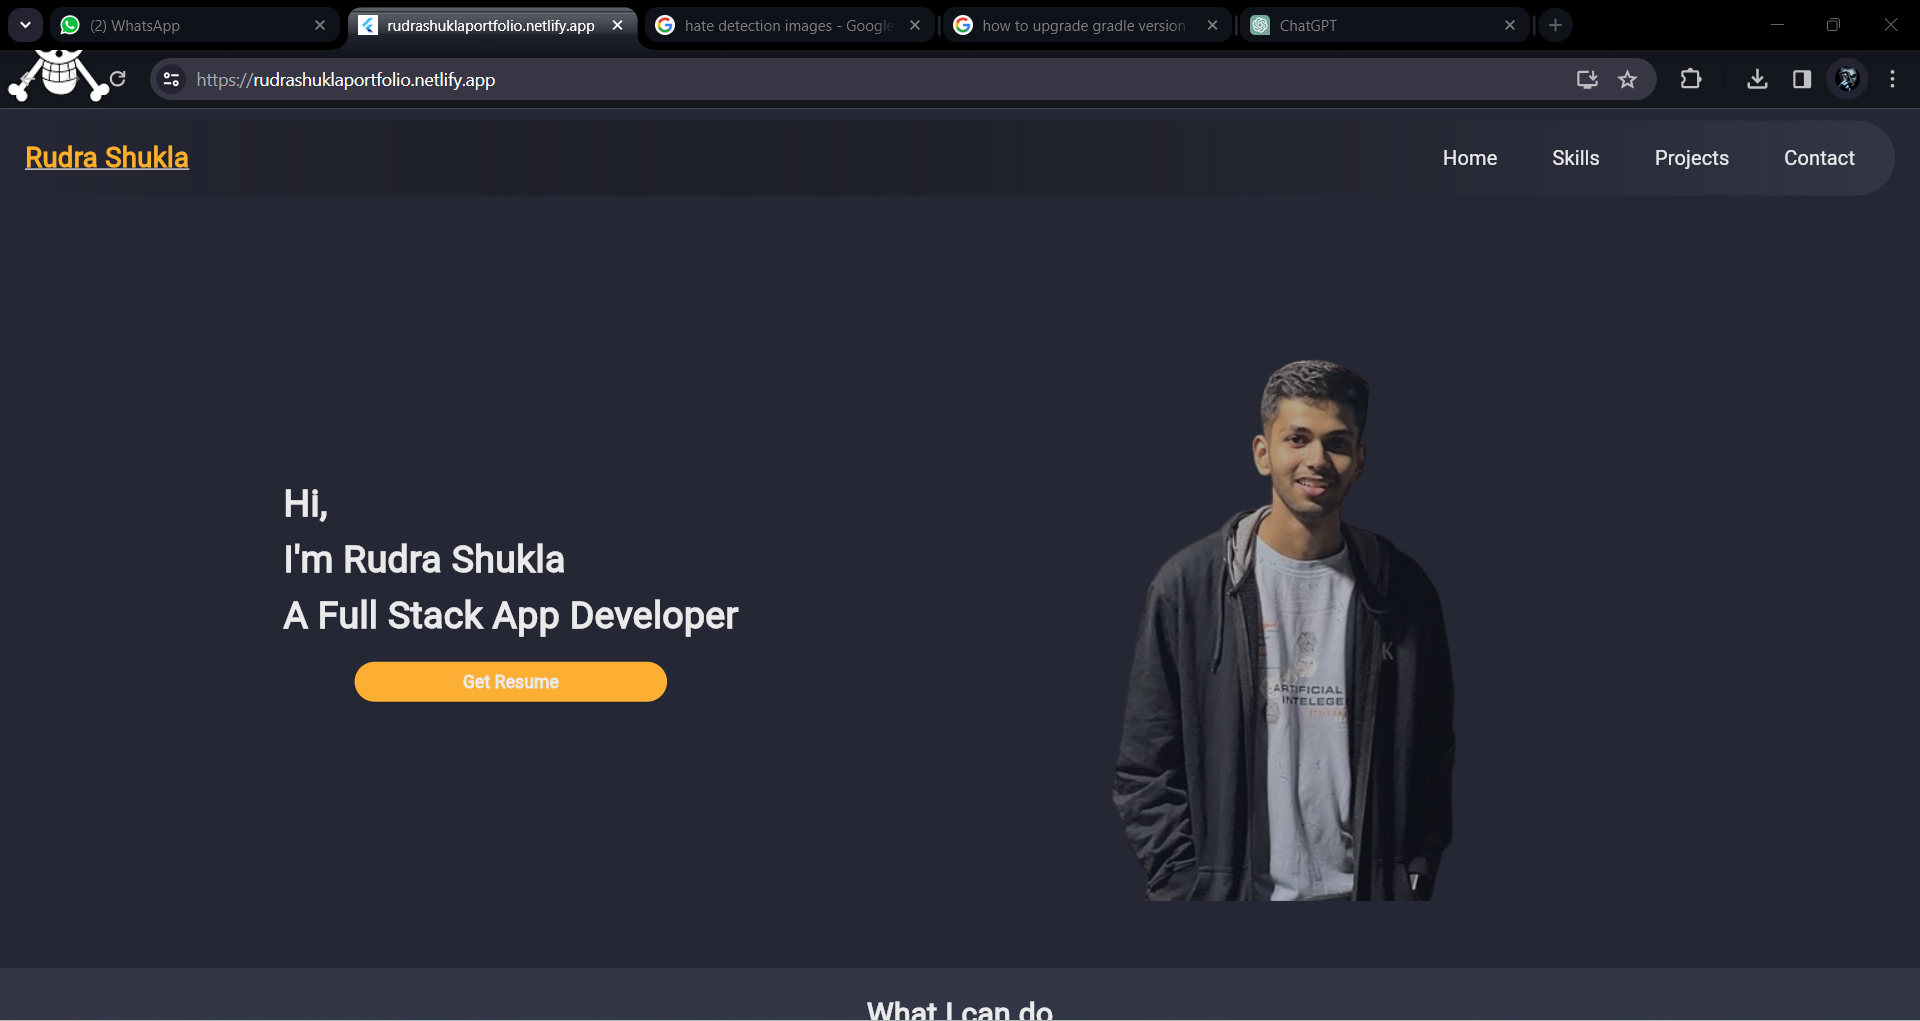 (2) WhatsApp
rudrashuklaportfolio.netlify.app
hate detection images - Google
how to upgrade gradle version
ChatGPT
https://rudrashuklaportfolio.netlify.app
Rudra Shukla
Home
Skills
Projects
Contact
Hi,
I'm Rudra Shukla
A Full Stack App Developer
Get Resume
K
ARTIFICIAL
INTELEGE
What I can do